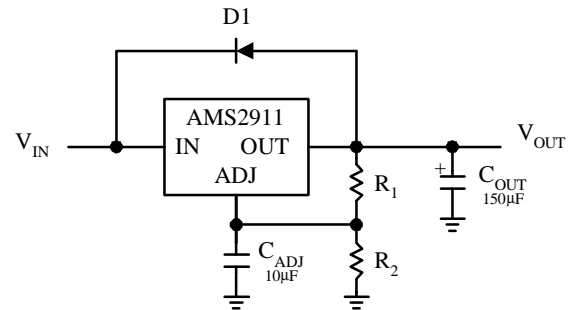 D1
AMS2911
V_IN
IN OUT
V_OUT
ADJ
R_1
+
C_OUT
150µF
C_ADJ
10µF
R_2